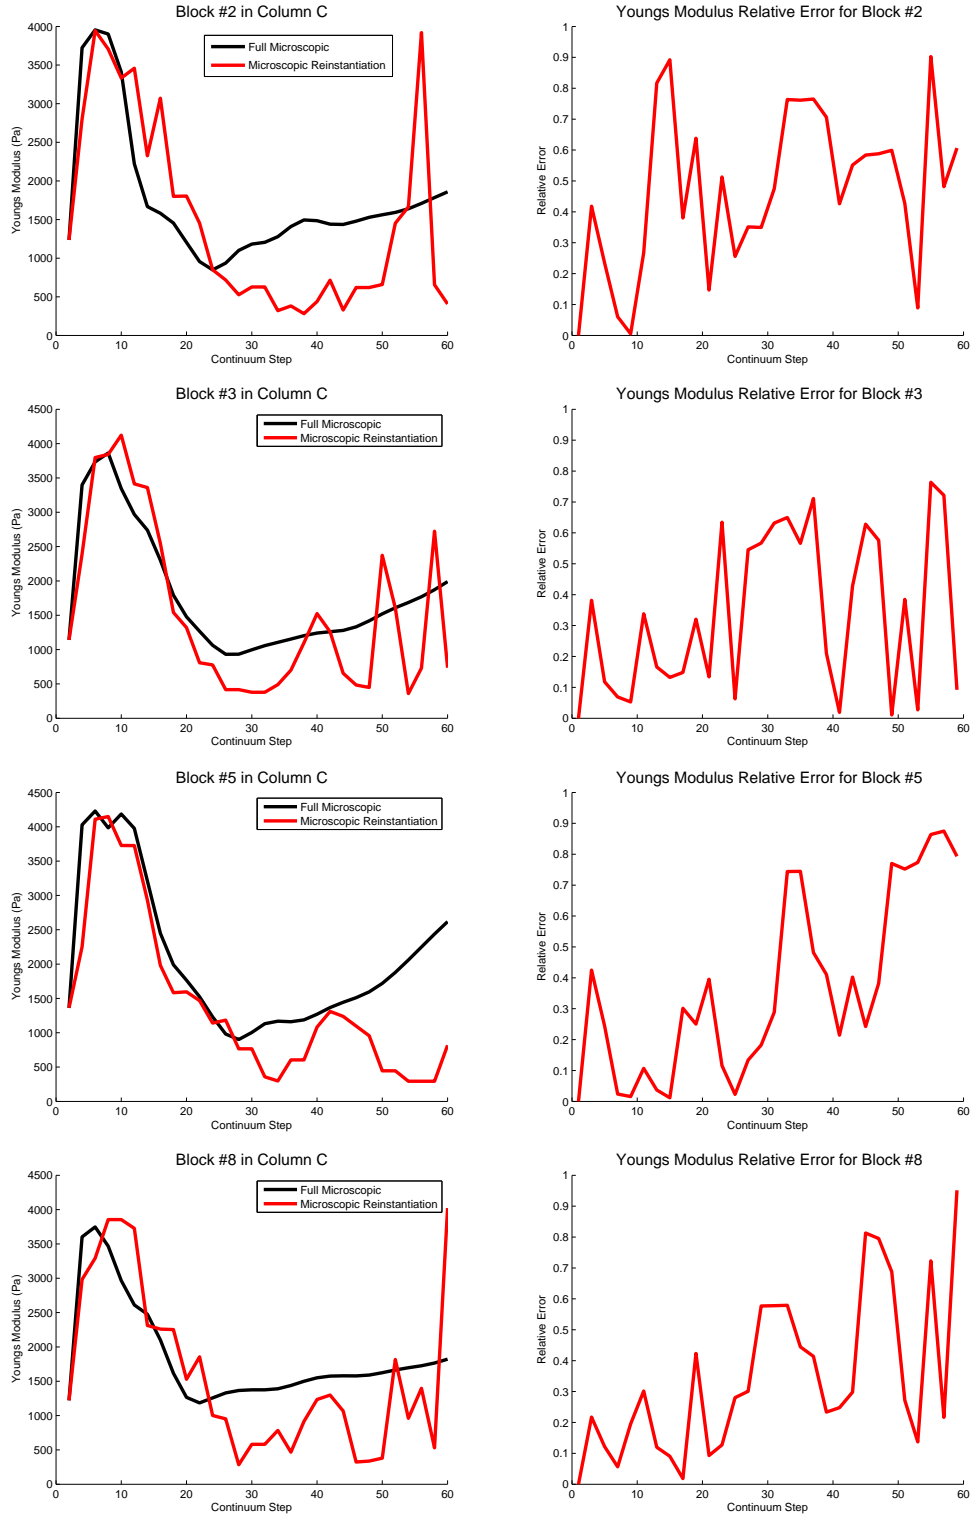 Block #2 in Column C
Youngs Modulus (Pa)
4000
3500
3000
2500
2000
1500
1000
500
0
Full Microscopic
Microscopic Reinstantiation
0 10 20 30 40 50 60
Continuum Step
Youngs Modulus Relative Error for Block #2
Relative Error
1
0.9
0.8
0.7
0.6
0.5
0.4
0.3
0.2
0.1
0
0 10 20 30 40 50 60
Continuum Step
Block #3 in Column C
Youngs Modulus (Pa)
4500
4000
3500
3000
2500
2000
1500
1000
500
0
Full Microscopic
Microscopic Reinstantiation
0 10 20 30 40 50 60
Continuum Step
Youngs Modulus Relative Error for Block #3
Relative Error
1
0.9
0.8
0.7
0.6
0.5
0.4
0.3
0.2
0.1
0
0 10 20 30 40 50 60
Continuum Step
Block #5 in Column C
Youngs Modulus (Pa)
4500
4000
3500
3000
2500
2000
1500
1000
500
0
Full Microscopic
Microscopic Reinstantiation
0 10 20 30 40 50 60
Continuum Step
Youngs Modulus Relative Error for Block #5
Relative Error
1
0.9
0.8
0.7
0.6
0.5
0.4
0.3
0.2
0.1
0
0 10 20 30 40 50 60
Continuum Step
Block #8 in Column C
Youngs Modulus (Pa)
4500
4000
3500
3000
2500
2000
1500
1000
500
0
Full Microscopic
Microscopic Reinstantiation
0 10 20 30 40 50 60
Continuum Step
Youngs Modulus Relative Error for Block #8
Relative Error
1
0.9
0.8
0.7
0.6
0.5
0.4
0.3
0.2
0.1
0
0 10 20 30 40 50 60
Continuum Step